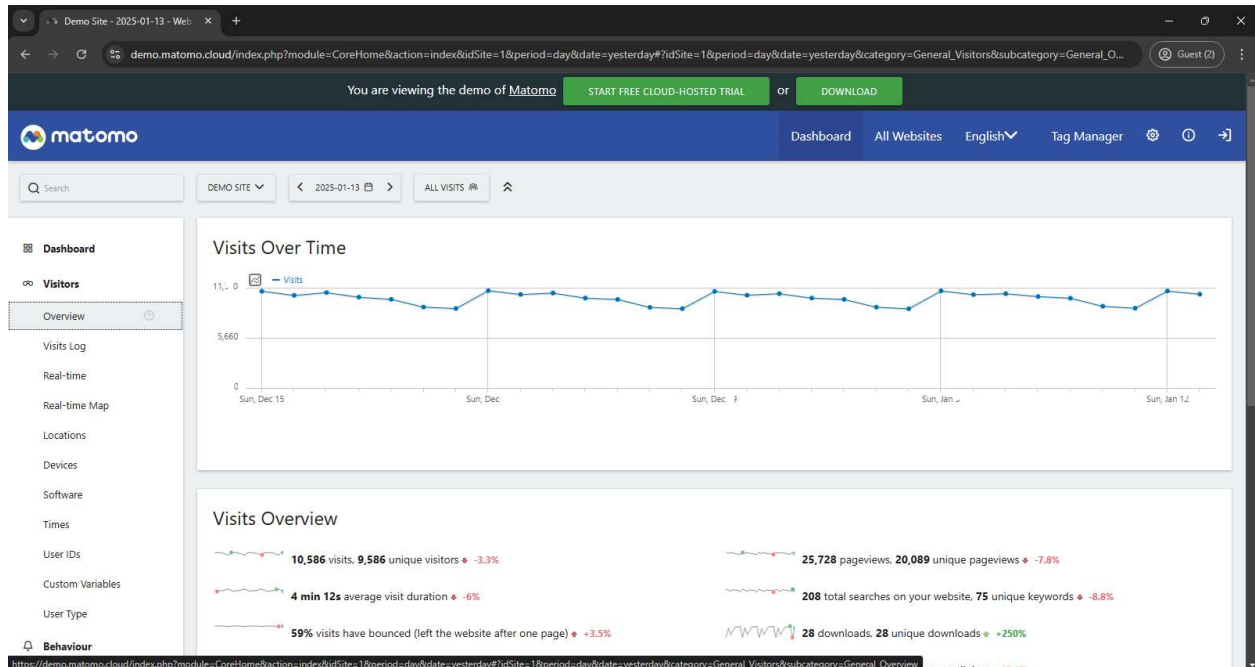 Demo Site - 2025-01-13 - Web
demo.matomo.cloud/index.php?module=CoreHome&action=index&idSite=1&period=day&date=yesterday#?idSite=1&period=day&date=yesterday&category=General_Visitors&subcategory=General_O...
Guest (2)
You are viewing the demo of Matomo START FREE CLOUD-HOSTED TRIAL or DOWNLOAD
matomo
Dashboard All Websites English Tag Manager
Search
DEMO SITE 2025-01-13 ALL VISITS
Dashboard
Visitors
Overview
Visits Log
Real-time
Real-time Map
Locations
Devices
Software
Times
User IDs
Custom Variables
User Type
Behaviour
Visits Over Time
Visits
5,660
0
Sun, Dec 15 Sun, Dec Sun, Dec Sun, Jan Sun, Jan 12
Visits Overview
10,586 visits, 9,586 unique visitors -3.3%
4 min 12s average visit duration -6%
59% visits have bounced (left the website after one page) +3.5%
25,728 pageviews, 20,089 unique pageviews -7.8%
208 total searches on your website, 75 unique keywords -8.8%
28 downloads, 28 unique downloads +250%
https://demo.matomo.cloud/index.php?module=CoreHome&action=index&idSite=1&period=day&date=yesterday#?idSite=1&period=day&date=yesterday&category=General_Visitors&subcategory=General_Overview